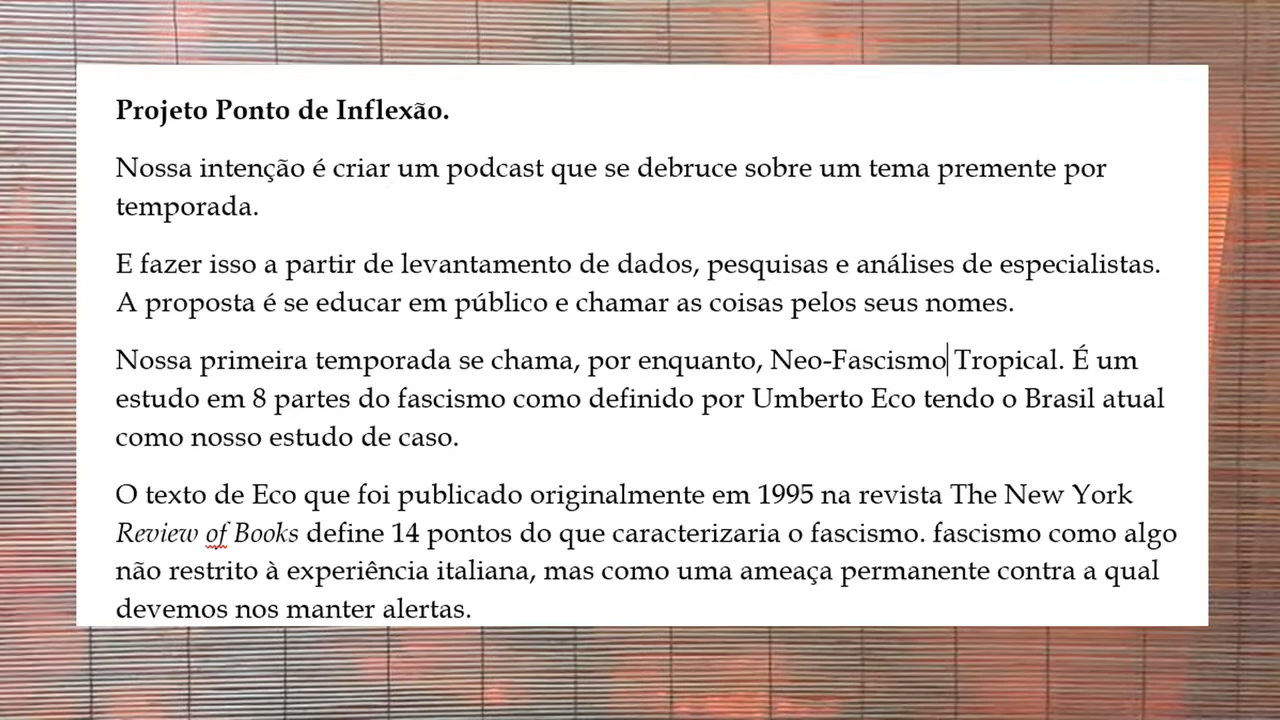 Projeto Ponto de Inflexão.
Nossa intenção é criar um podcast que se debruce sobre um tema premente por
temporada.
E fazer isso a partir de levantamento de dados, pesquisas e análises de especialistas.
A proposta é se educar em público e chamar as coisas pelos seus nomes.
Nossa primeira temporada se chama, por enquanto, Neo-Fascismo Tropical. É um
estudo em 8 partes do fascismo como definido por Umberto Eco tendo o Brasil atual
como nosso estudo de caso.
O texto de Eco que foi publicado originalmente em 1995 na revista The New York
Review of Books define 14 pontos do que caracterizaria o fascismo. fascismo como algo
não restrito à experiência italiana, mas como uma ameaça permanente contra a qual
devemos nos manter alertas.